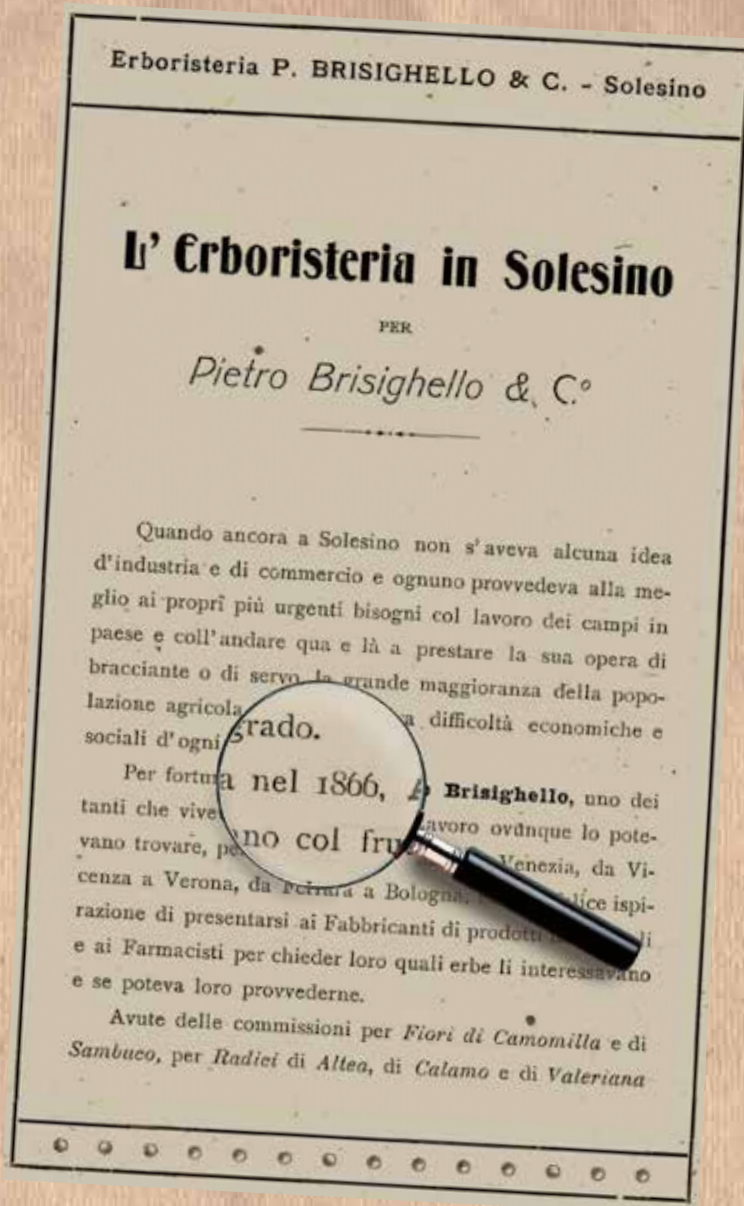 Erboristeria P. BRISIGHELLO & C. - Solesino
L' Erboristeria in Solesino
PER
Pietro Brisighello & C.º
Quando ancora a Solesino non s'aveva alcuna idea
d'industria e di commercio e ognuno provvedeva alla me-
glio ai proprî più urgenti bisogni col lavoro dei campi in
paese e coll'andare qua e là a prestare la sua opera di
bracciante o di servo, la grande maggioranza della popo-
lazione agricola difficoltà economiche e
sociali d'ogni grado.
Per fortuna nel 1866, Brisighello, uno dei
tanti che lavoro ovunque lo pote-
vano trovare, col Venezia, da Vi-
cenza a Verona, da Ferrara a Bologna, ispi-
razione di presentarsi ai Fabbricanti di prodotti
e ai Farmacisti per chieder loro quali erbe li interessavano
e se poteva loro provvederne.
Avute delle commissioni per Fiori di Camomilla e di
Sambuco, per Radici di Altea, di Calamo e di Valeriana